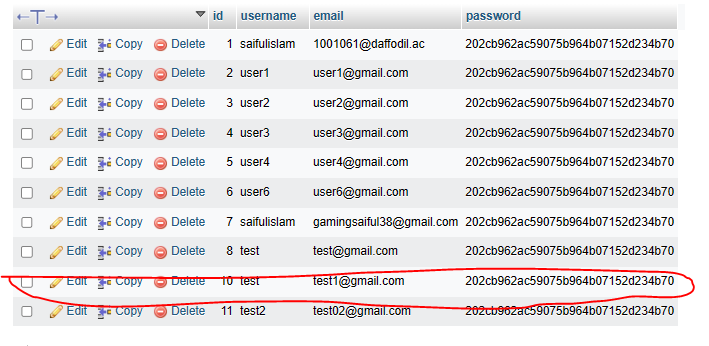 id username email password
Edit Copy Delete 1 saifulislam 1001061@daffodil.ac 202cb962ac59075b964b07152d234b70
Edit Copy Delete 2 user1 user1@gmail.com 202cb962ac59075b964b07152d234b70
Edit Copy Delete 3 user2 user2@gmail.com 202cb962ac59075b964b07152d234b70
Edit Copy Delete 4 user3 user3@gmail.com 202cb962ac59075b964b07152d234b70
Edit Copy Delete 5 user4 user4@gmail.com 202cb962ac59075b964b07152d234b70
Edit Copy Delete 6 user6 user6@gmail.com 202cb962ac59075b964b07152d234b70
Edit Copy Delete 7 saifulislam gamingsaiful38@gmail.com 202cb962ac59075b964b07152d234b70
Edit Copy Delete 8 test test@gmail.com 202cb962ac59075b964b07152d234b70
Edit Copy Delete 10 test test1@gmail.com 202cb962ac59075b964b07152d234b70
Edit Copy Delete 11 test2 test02@gmail.com 202cb962ac59075b964b07152d234b70